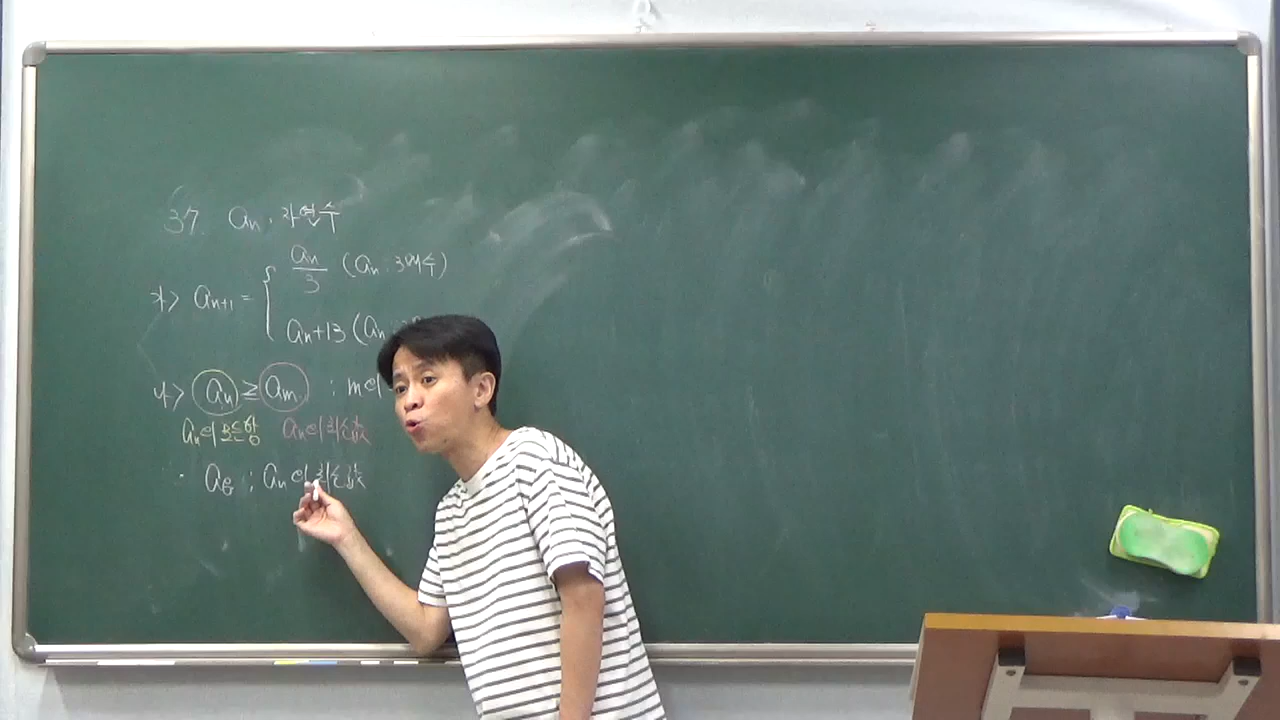 37. aₙ : 자연수
가> aₙ₊₁ = { aₙ/3 (aₙ : 3배수)
aₙ+13 (aₙ
나> aₙ ≥ aₘ : m의
aₙ의 모든항 aₙ의 최솟값
∴ a₆ : aₙ의 최솟값